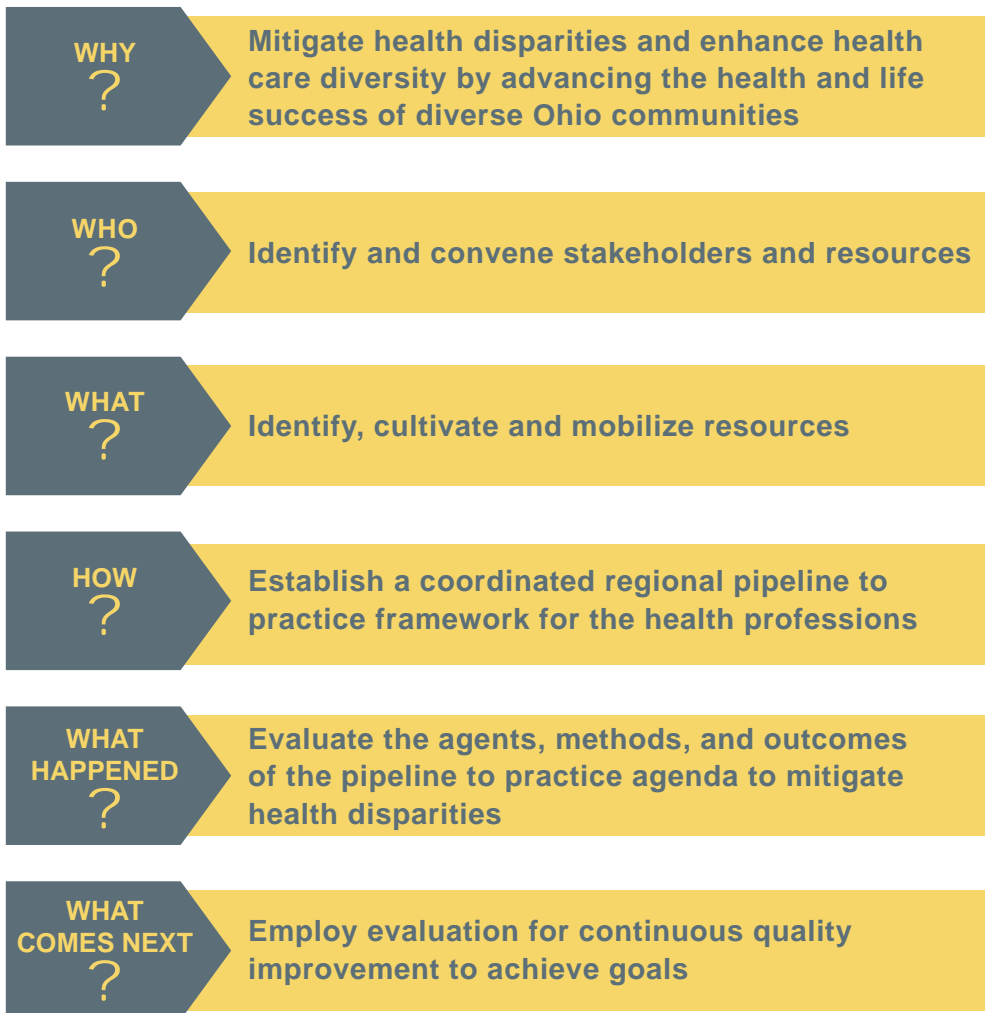 WHY
?
Mitigate health disparities and enhance health
care diversity by advancing the health and life
success of diverse Ohio communities
WHO
?
Identify and convene stakeholders and resources
WHAT
?
Identify, cultivate and mobilize resources
HOW
?
Establish a coordinated regional pipeline to
practice framework for the health professions
WHAT
HAPPENED
?
Evaluate the agents, methods, and outcomes
of the pipeline to practice agenda to mitigate
health disparities
WHAT
COMES NEXT
?
Employ evaluation for continuous quality
improvement to achieve goals